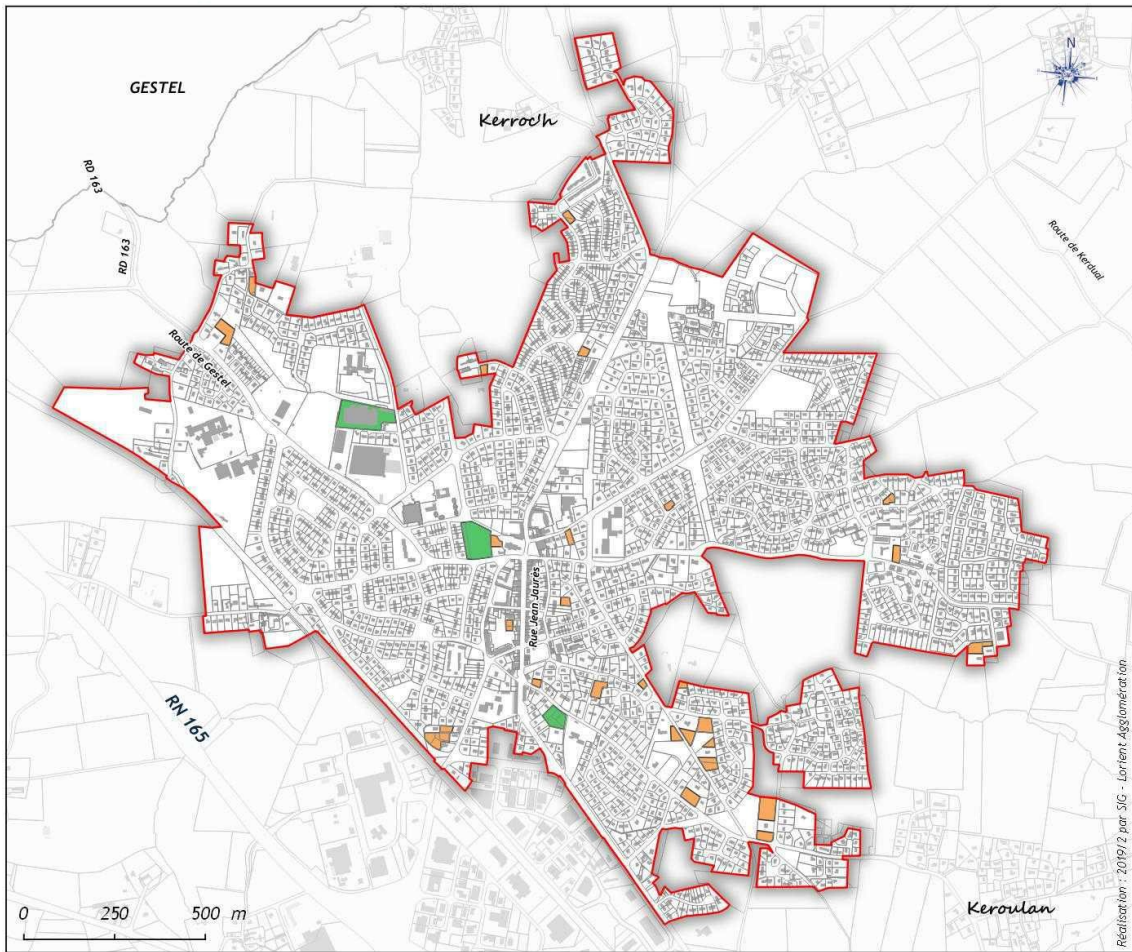 N
GESTEL
Kerroc'h
RD 163
RD 163
Route de Kerdual
Route de Gestel
Rue Jean Jaurès
RN 165
0 250 500 m
Keroulan
Réalisation : 2019/2 par SIG - Lorient Agglomération